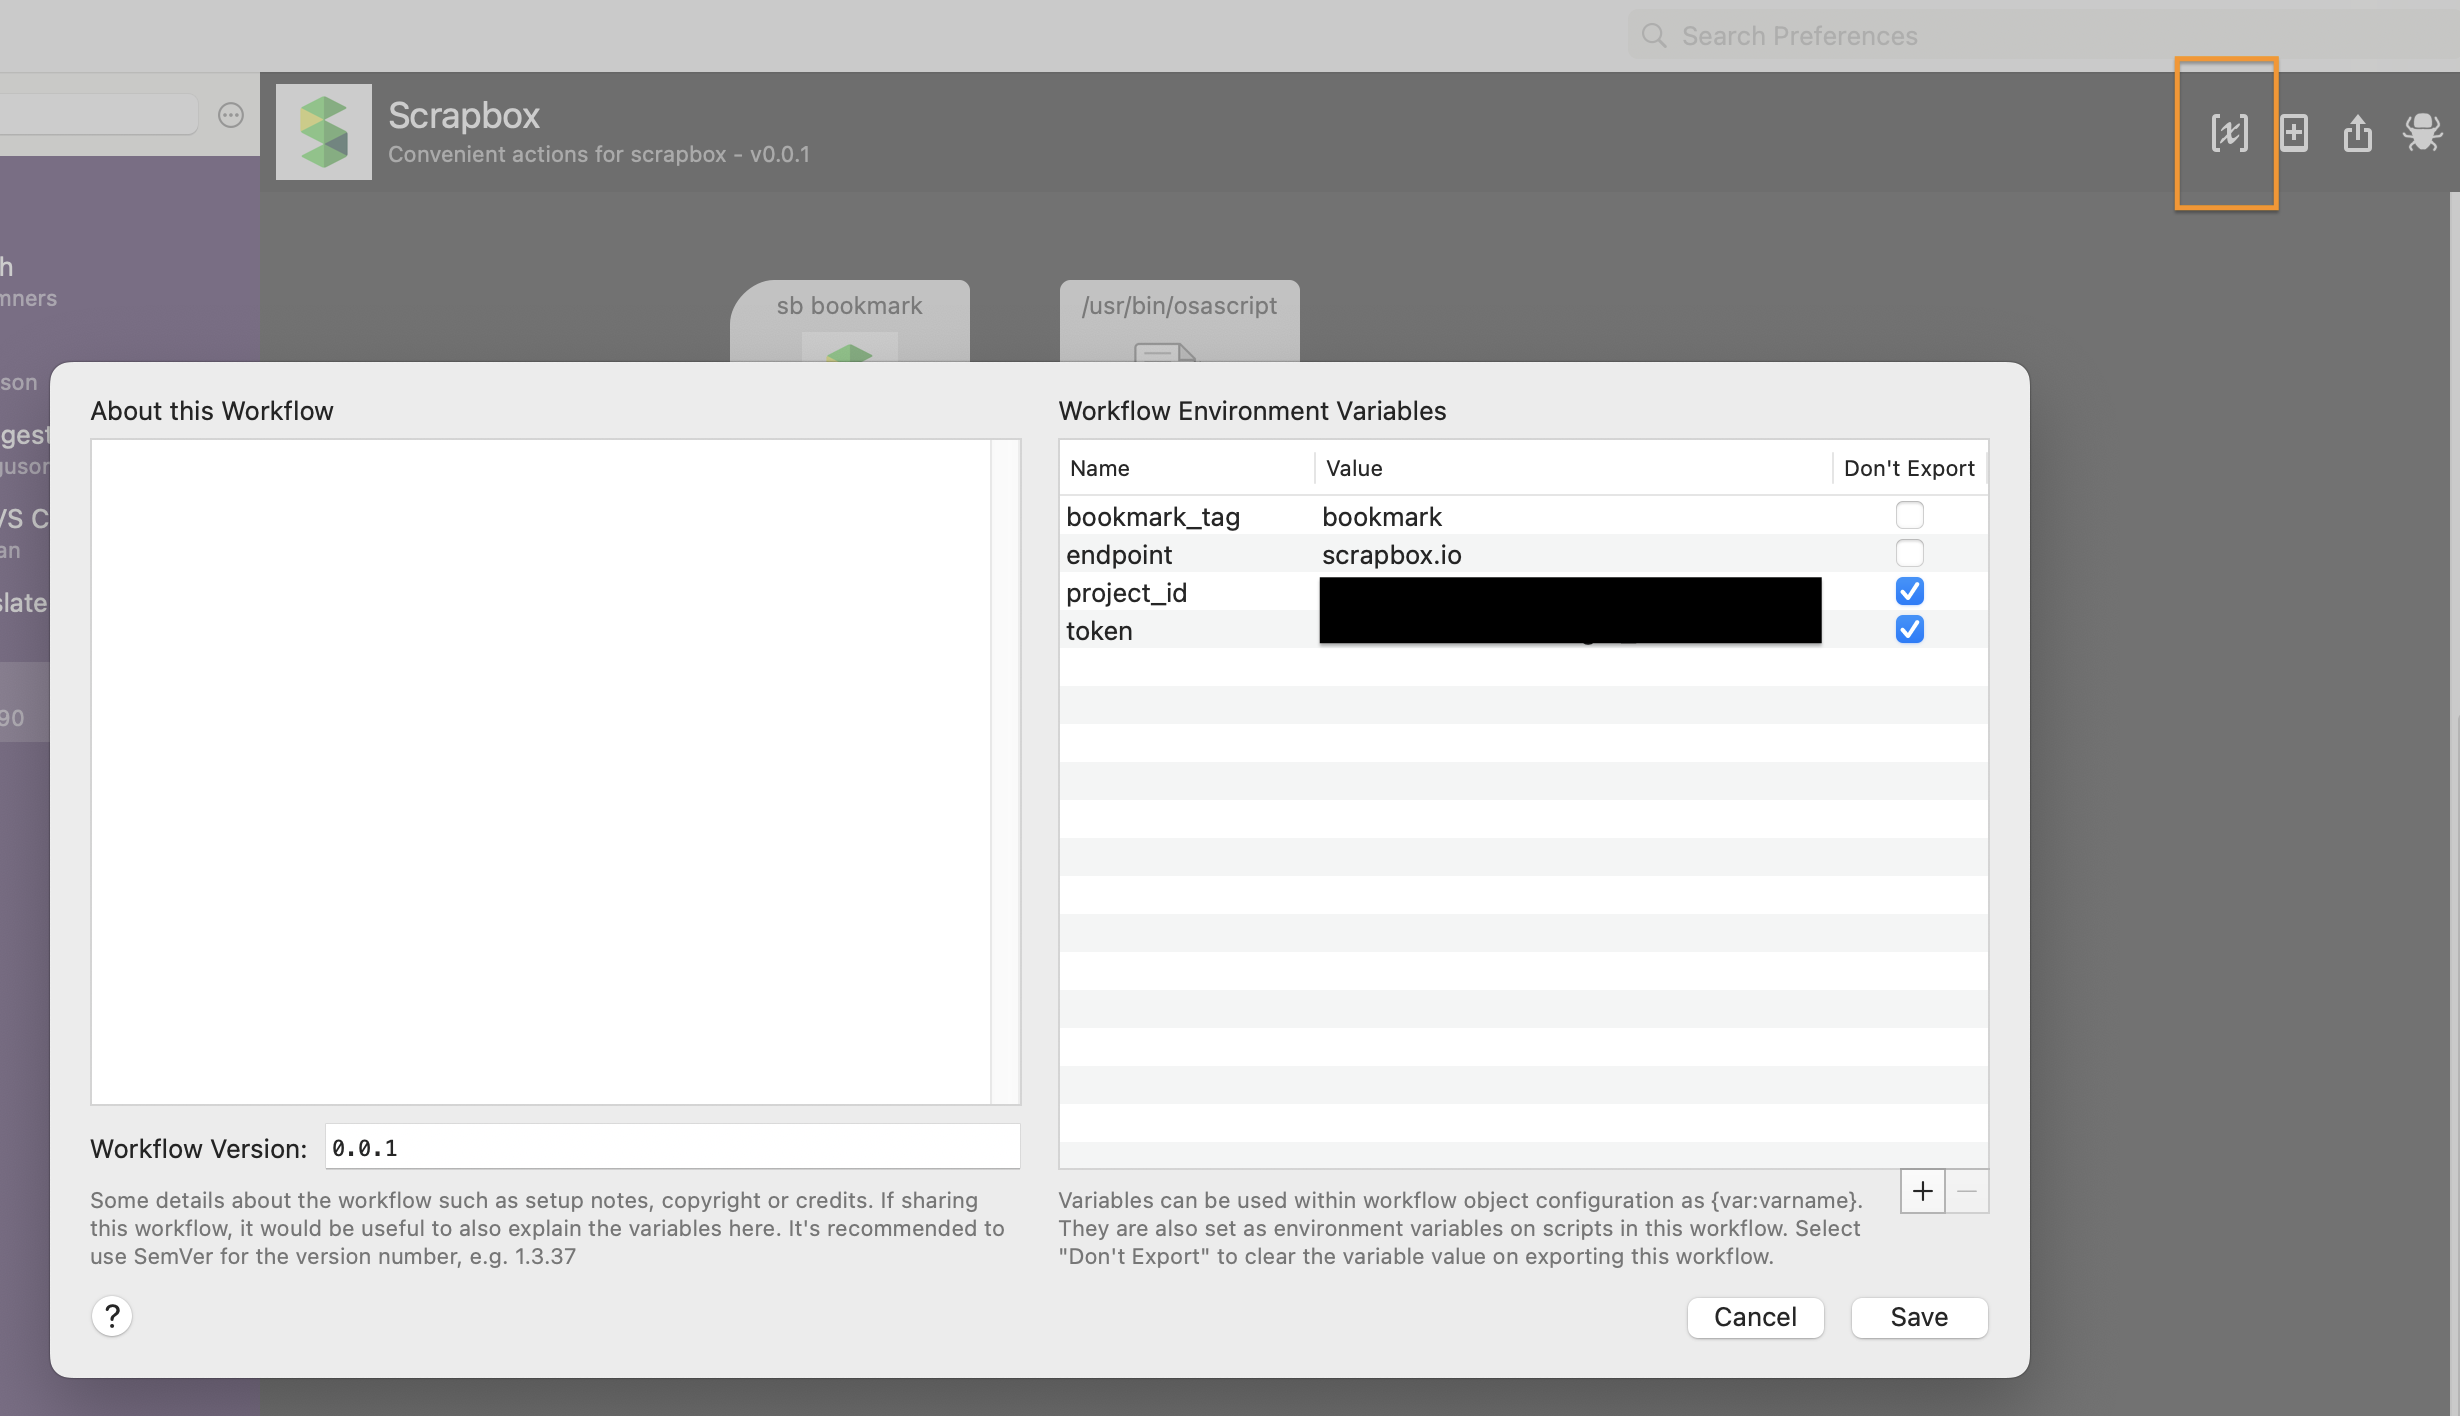 Search Preferences
Scrapbox
Convenient actions for scrapbox - v0.0.1
h
nners
son
gest
guson
VS C
an
slate
90
sb bookmark
/usr/bin/osascript
About this Workflow
Workflow Version: 0.0.1
Some details about the workflow such as setup notes, copyright or credits. If sharing
this workflow, it would be useful to also explain the variables here. It's recommended to
use SemVer for the version number, e.g. 1.3.37
?
Workflow Environment Variables
Name Value Don't Export
bookmark_tag bookmark
endpoint scrapbox.io
project_id
token
+ −
Variables can be used within workflow object configuration as {var:varname}.
They are also set as environment variables on scripts in this workflow. Select
"Don't Export" to clear the variable value on exporting this workflow.
Cancel Save